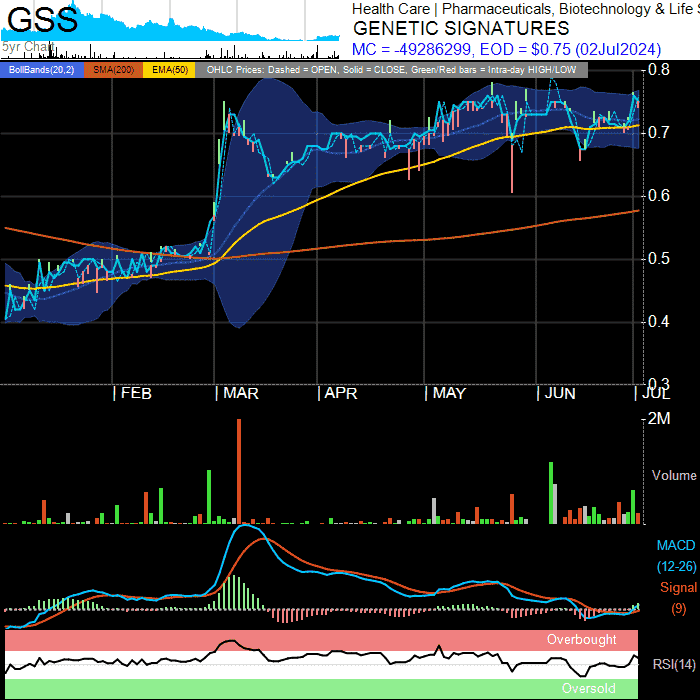 GSS
5yr Chart
Health Care | Pharmaceuticals, Biotechnology & Life S
GENETIC SIGNATURES
MC = -49286299, EOD = $0.75 (02Jul2024)
BollBands(20,2) SMA(200) EMA(50) OHLC Prices: Dashed = OPEN, Solid = CLOSE, Green/Red bars = Intra-day HIGH/LOW
0.8
0.7
0.6
0.5
0.4
0.3
FEB MAR APR MAY JUN JUL
2M
Volume
MACD
(12-26)
Signal
(9)
Overbought
RSI(14)
Oversold